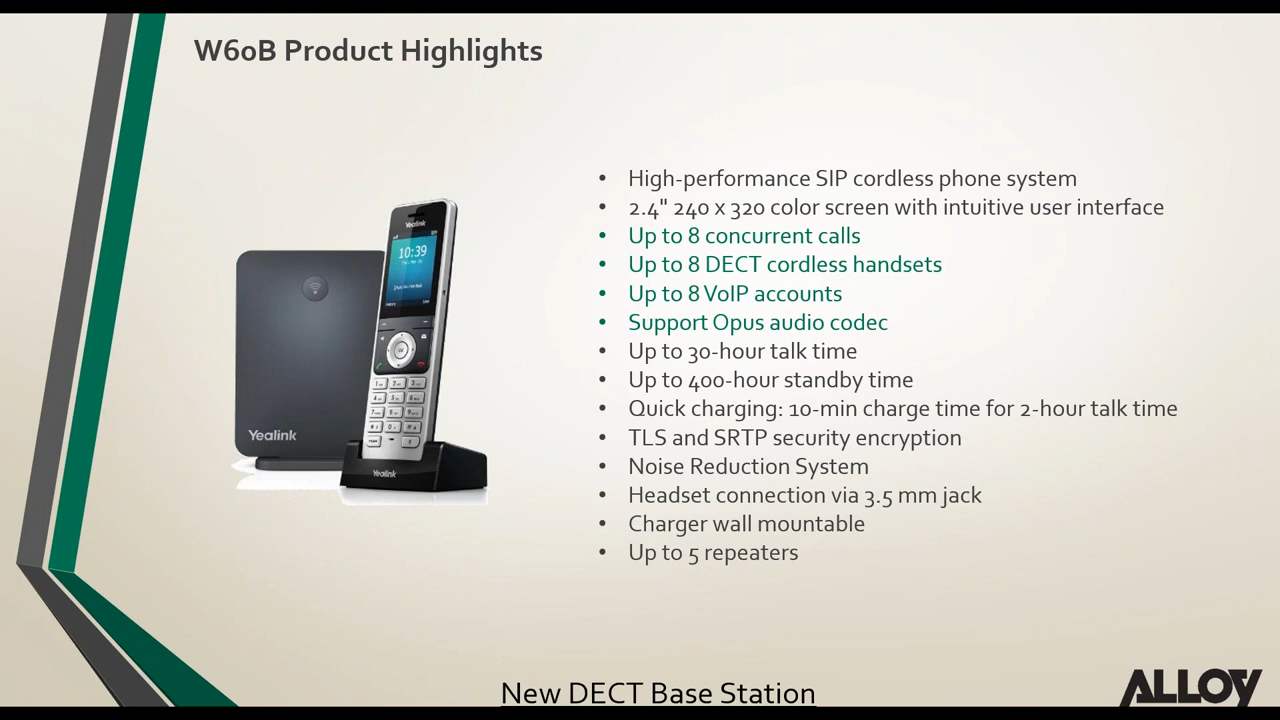 W60B Product Highlights
• High-performance SIP cordless phone system
• 2.4" 240 x 320 color screen with intuitive user interface
• Up to 8 concurrent calls
• Up to 8 DECT cordless handsets
• Up to 8 VoIP accounts
• Support Opus audio codec
• Up to 30-hour talk time
• Up to 400-hour standby time
• Quick charging: 10-min charge time for 2-hour talk time
• TLS and SRTP security encryption
• Noise Reduction System
• Headset connection via 3.5 mm jack
• Charger wall mountable
• Up to 5 repeaters
Yealink
10:39
Yealink
Yealink
New DECT Base Station
ALLOY